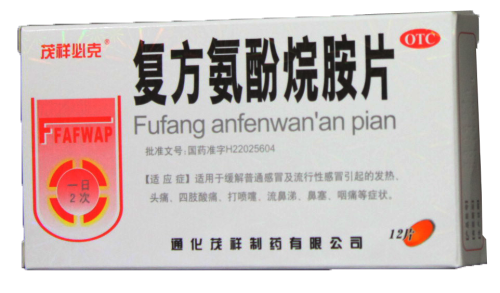 茂祥必克®
复方氨酚烷胺片
OTC
Fufang anfenwan'an pian
批准文号：国药准字H22025604
FFAFWAP
一日
2次
【适应症】适用于缓解普通感冒及流行性感冒引起的发热、
头痛、四肢酸痛、打喷嚏、流鼻涕、鼻塞、咽痛等症状。
12片
通化茂祥制药有限公司